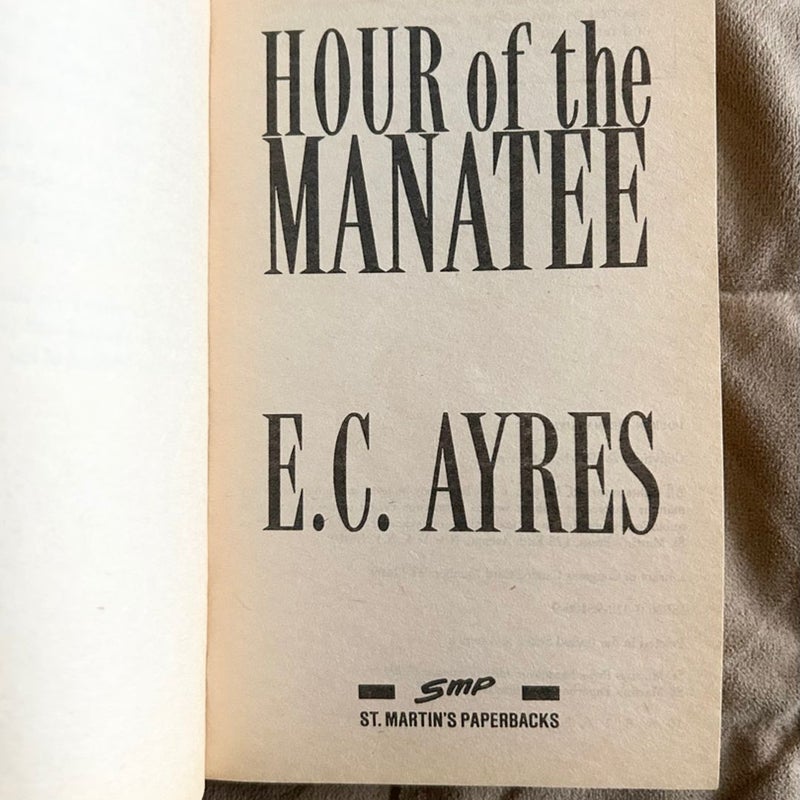 HOUR of the
MANATEE
E.C. AYRES
SMP
ST. MARTIN'S PAPERBACKS